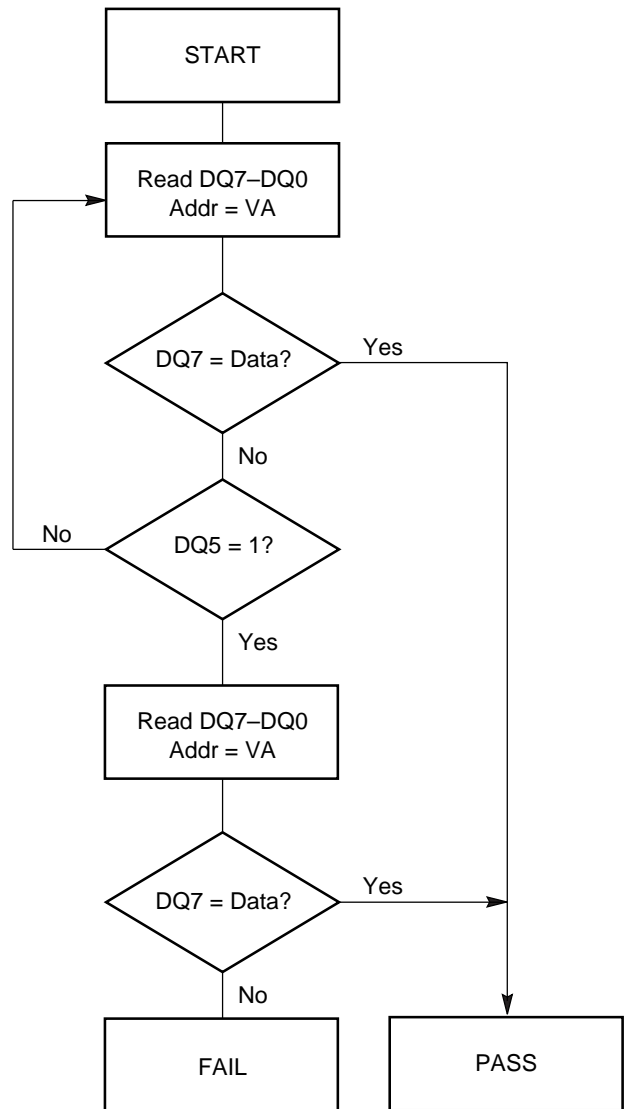 START
Read DQ7–DQ0
Addr = VA
DQ7 = Data?
Yes
No
No
DQ5 = 1?
Yes
Read DQ7–DQ0
Addr = VA
DQ7 = Data?
Yes
No
FAIL
PASS